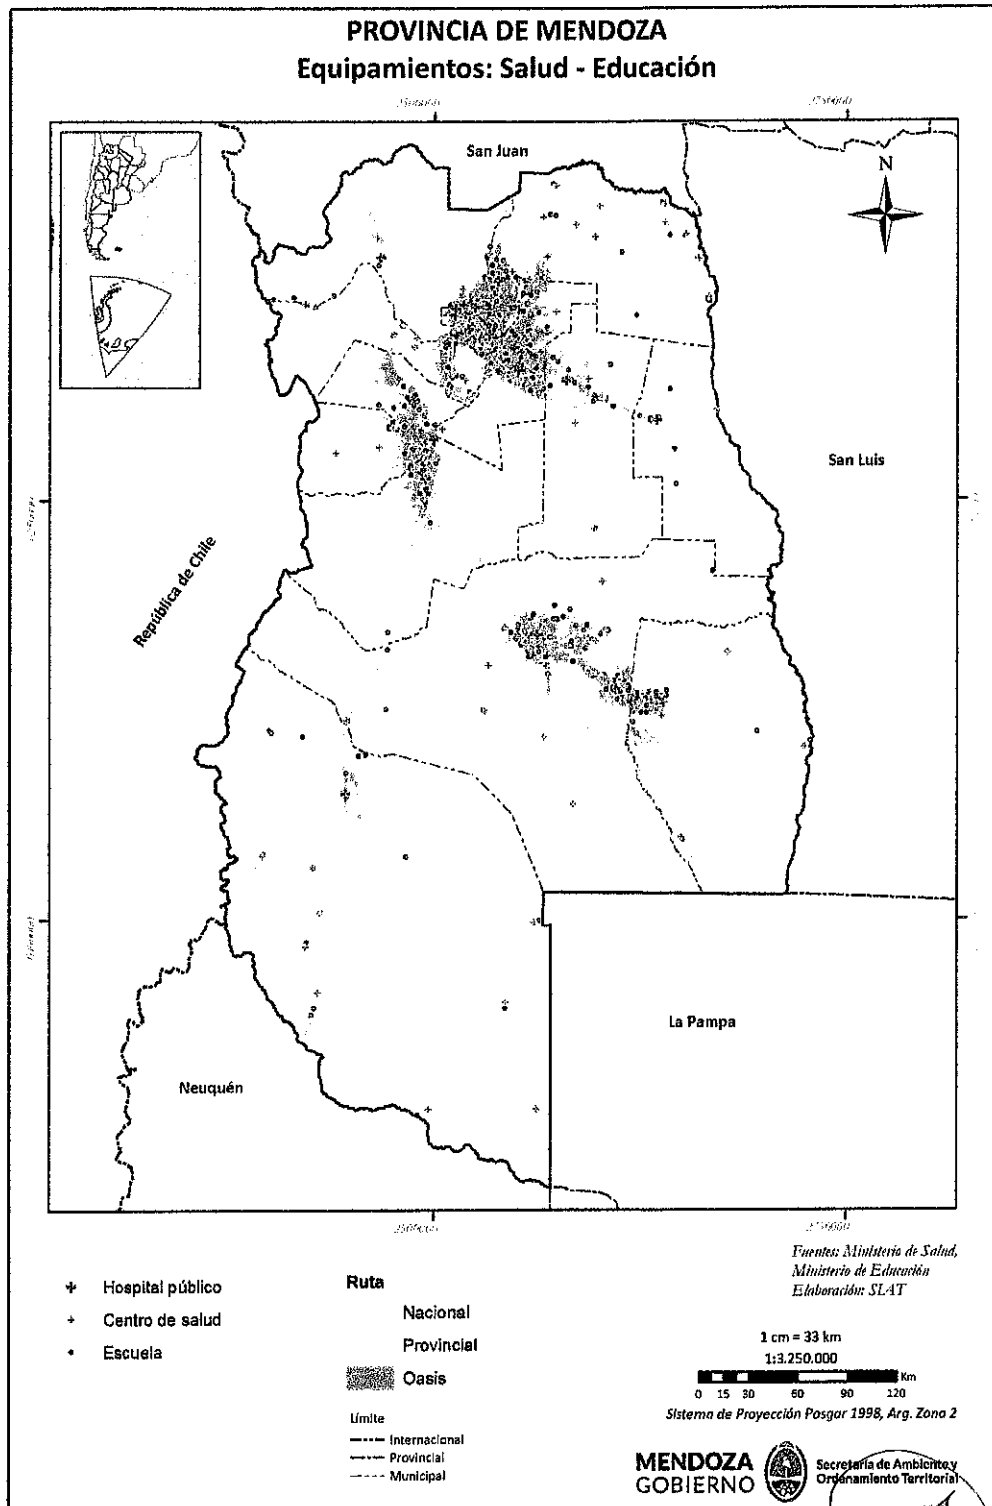 PROVINCIA DE MENDOZA
Equipamientos: Salud - Educación
San Juan
N
San Luis
República de Chile
La Pampa
Neuquén
Fuentes: Ministerio de Salud,
Ministerio de Educación
Elaboración: SLAT
Hospital público
Centro de salud
Escuela
Ruta
Nacional
Provincial
Oasis
Límite
Internacional
Provincial
Municipal
1 cm = 33 km
1:3.250.000
Km
0 15 30 60 90 120
Sistema de Proyección Posgar 1998, Arg. Zona 2
MENDOZA
GOBIERNO
Secretaría de Ambiente y
Ordenamiento Territorial